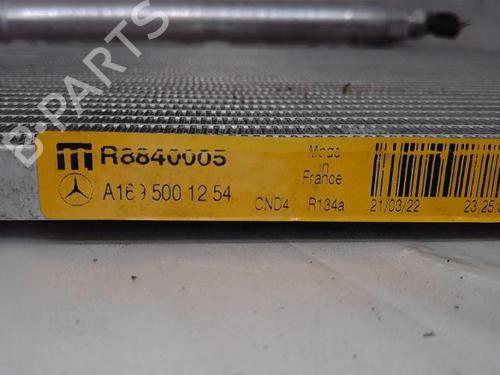 B-PARTS
R8840005
A169 500 12 54
CND4
Made
in
France
R134a
21/03/22
23:25: